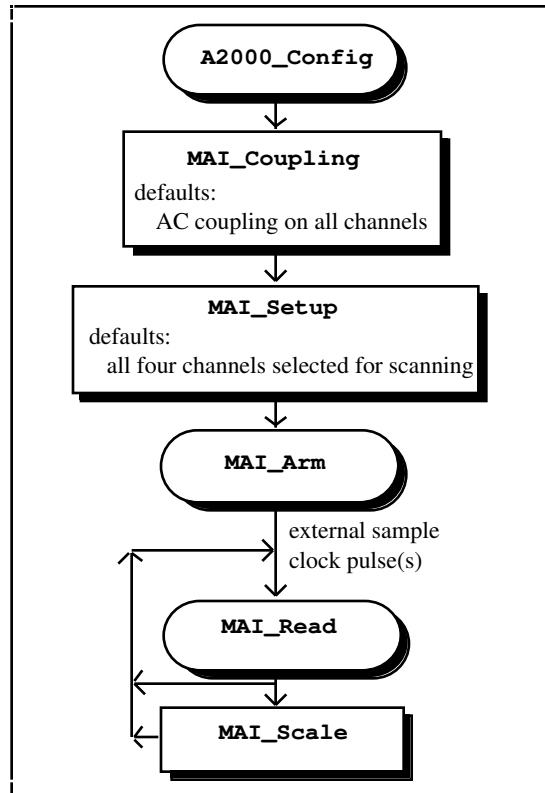 A2000_Config
MAI_Coupling
defaults:
AC coupling on all channels
MAI_Setup
defaults:
all four channels selected for scanning
MAI_Arm
external sample
clock pulse(s)
MAI_Read
MAI_Scale